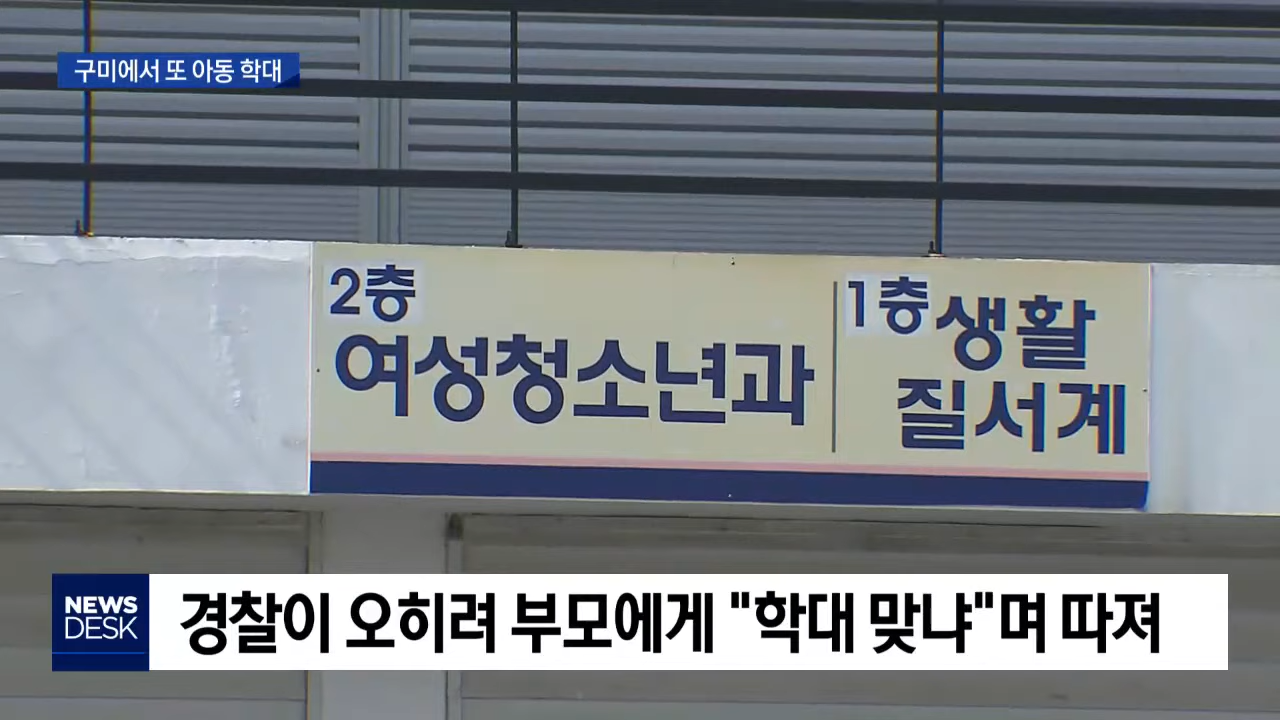 구미에서 또 아동 학대
2층
여성청소년과
1층 생활
질서계
NEWS
DESK
경찰이 오히려 부모에게 "학대 맞냐"며 따져